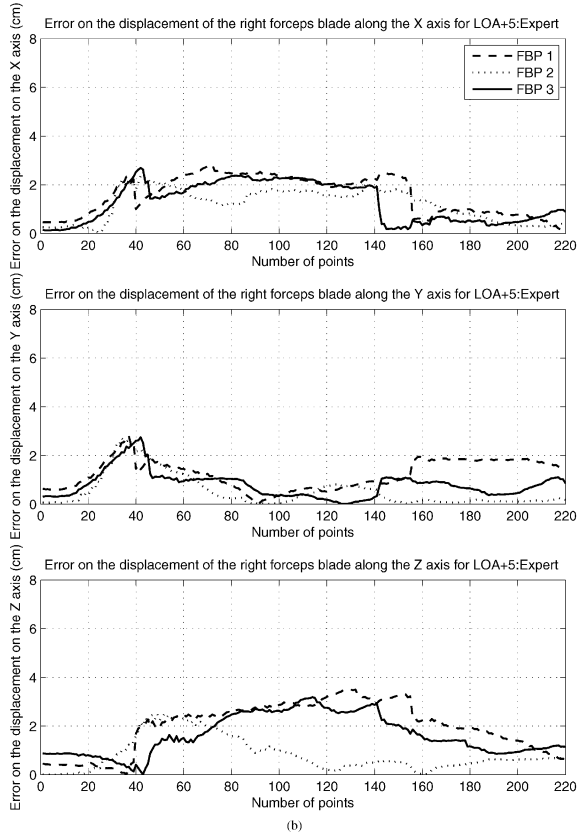 Error on the displacement of the right forceps blade along the X axis for LOA+5:Expert
Error on the displacement on the X axis (cm)
8
6
4
2
0
FBP 1
FBP 2
FBP 3
0 20 40 60 80 100 120 140 160 180 200 220
Number of points
Error on the displacement of the right forceps blade along the Y axis for LOA+5:Expert
Error on the displacement on the Y axis (cm)
8
6
4
2
0
0 20 40 60 80 100 120 140 160 180 200 220
Number of points
Error on the displacement of the right forceps blade along the Z axis for LOA+5:Expert
Error on the displacement on the Z axis (cm)
8
6
4
2
0
0 20 40 60 80 100 120 140 160 180 200 220
Number of points
(b)